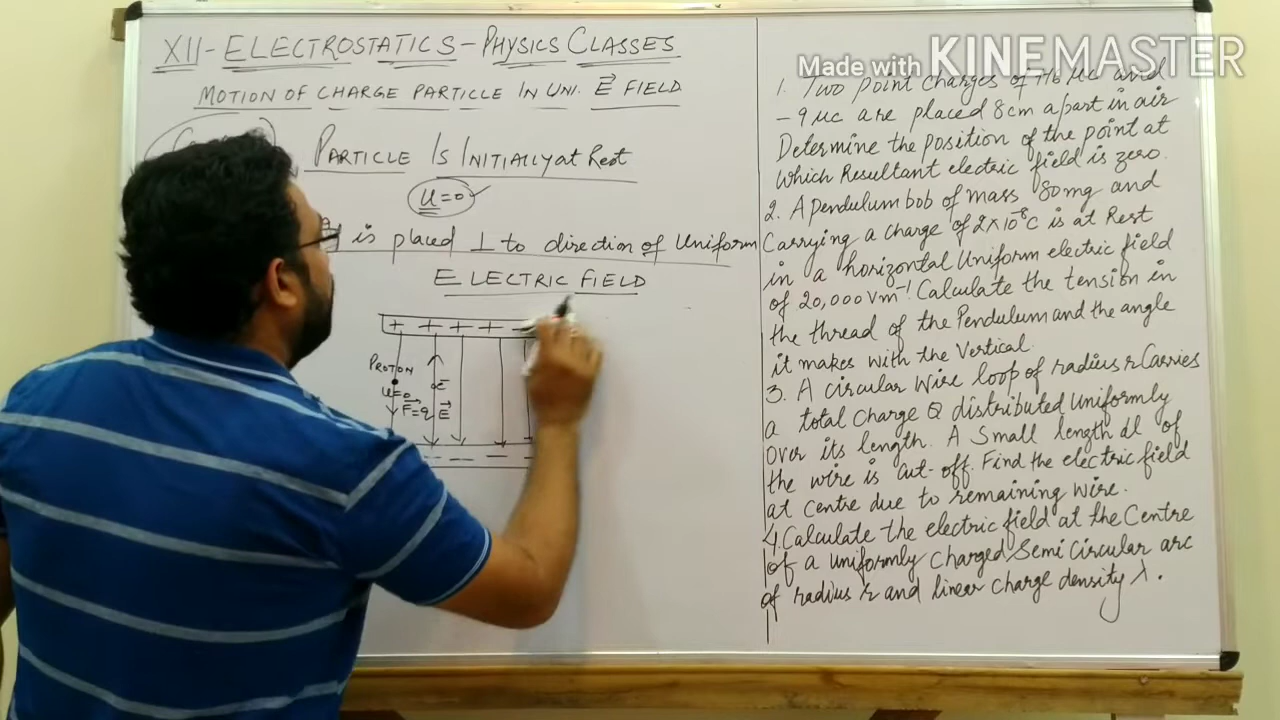 XII-ELECTROSTATICS-PHYSICS CLASSES
MOTION OF CHARGE PARTICLE IN UNI. E⃗ FIELD
PARTICLE IS INITIALLY at Rest
u=0
is placed ⊥ to direction of Uniform
ELECTRIC FIELD
+ + + +
PROTON
u=0
F⃗=q E⃗
e
- - - -
Made with KINEMASTER
1. Two point charges of +16 μc and
- 9 μc are placed 8cm apart in air
Determine the position of the point at
which Resultant electric field is zero.
2. A pendulum bob of mass 80mg and
Carrying a charge of 2×10⁻⁸C is at Rest
in a horizontal Uniform electric field
of 20,000 Vm⁻¹. Calculate the tension in
the thread of the Pendulum and the angle
it makes with the Vertical.
3. A circular wire loop of radius r Carries
a total charge Q distributed Uniformly
Over its length. A Small length dl of
the wire is cut-off. Find the electric field
at centre due to remaining wire.
4. Calculate the electric field at the Centre
of a uniformly Charged Semi Circular arc
of radius r and linear charge density λ.